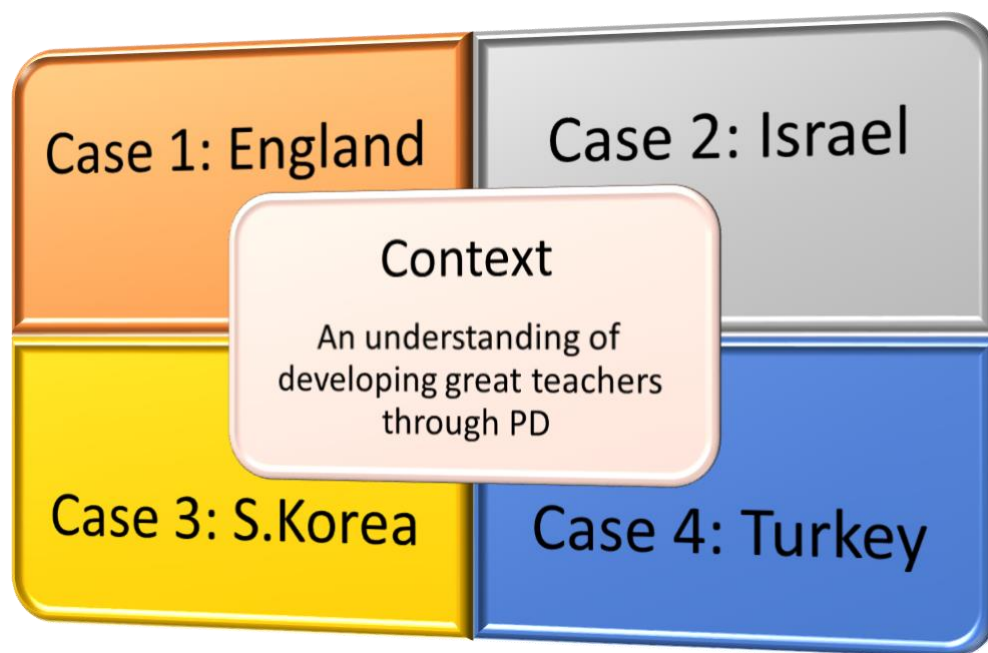 Case 1: England
Case 2: Israel
Context
An understanding of
developing great teachers
through PD
Case 3: S.Korea
Case 4: Turkey